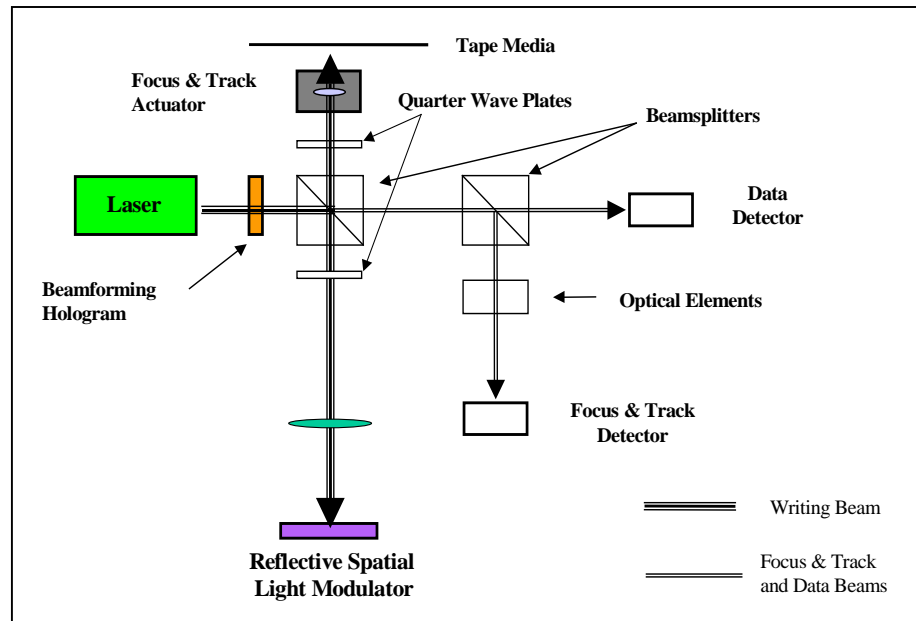 Tape Media
Focus & Track
Actuator
Quarter Wave Plates
Beamsplitters
Laser
Data
Detector
Beamforming
Hologram
Optical Elements
Focus & Track
Detector
Reflective Spatial
Light Modulator
Writing Beam
Focus & Track
and Data Beams